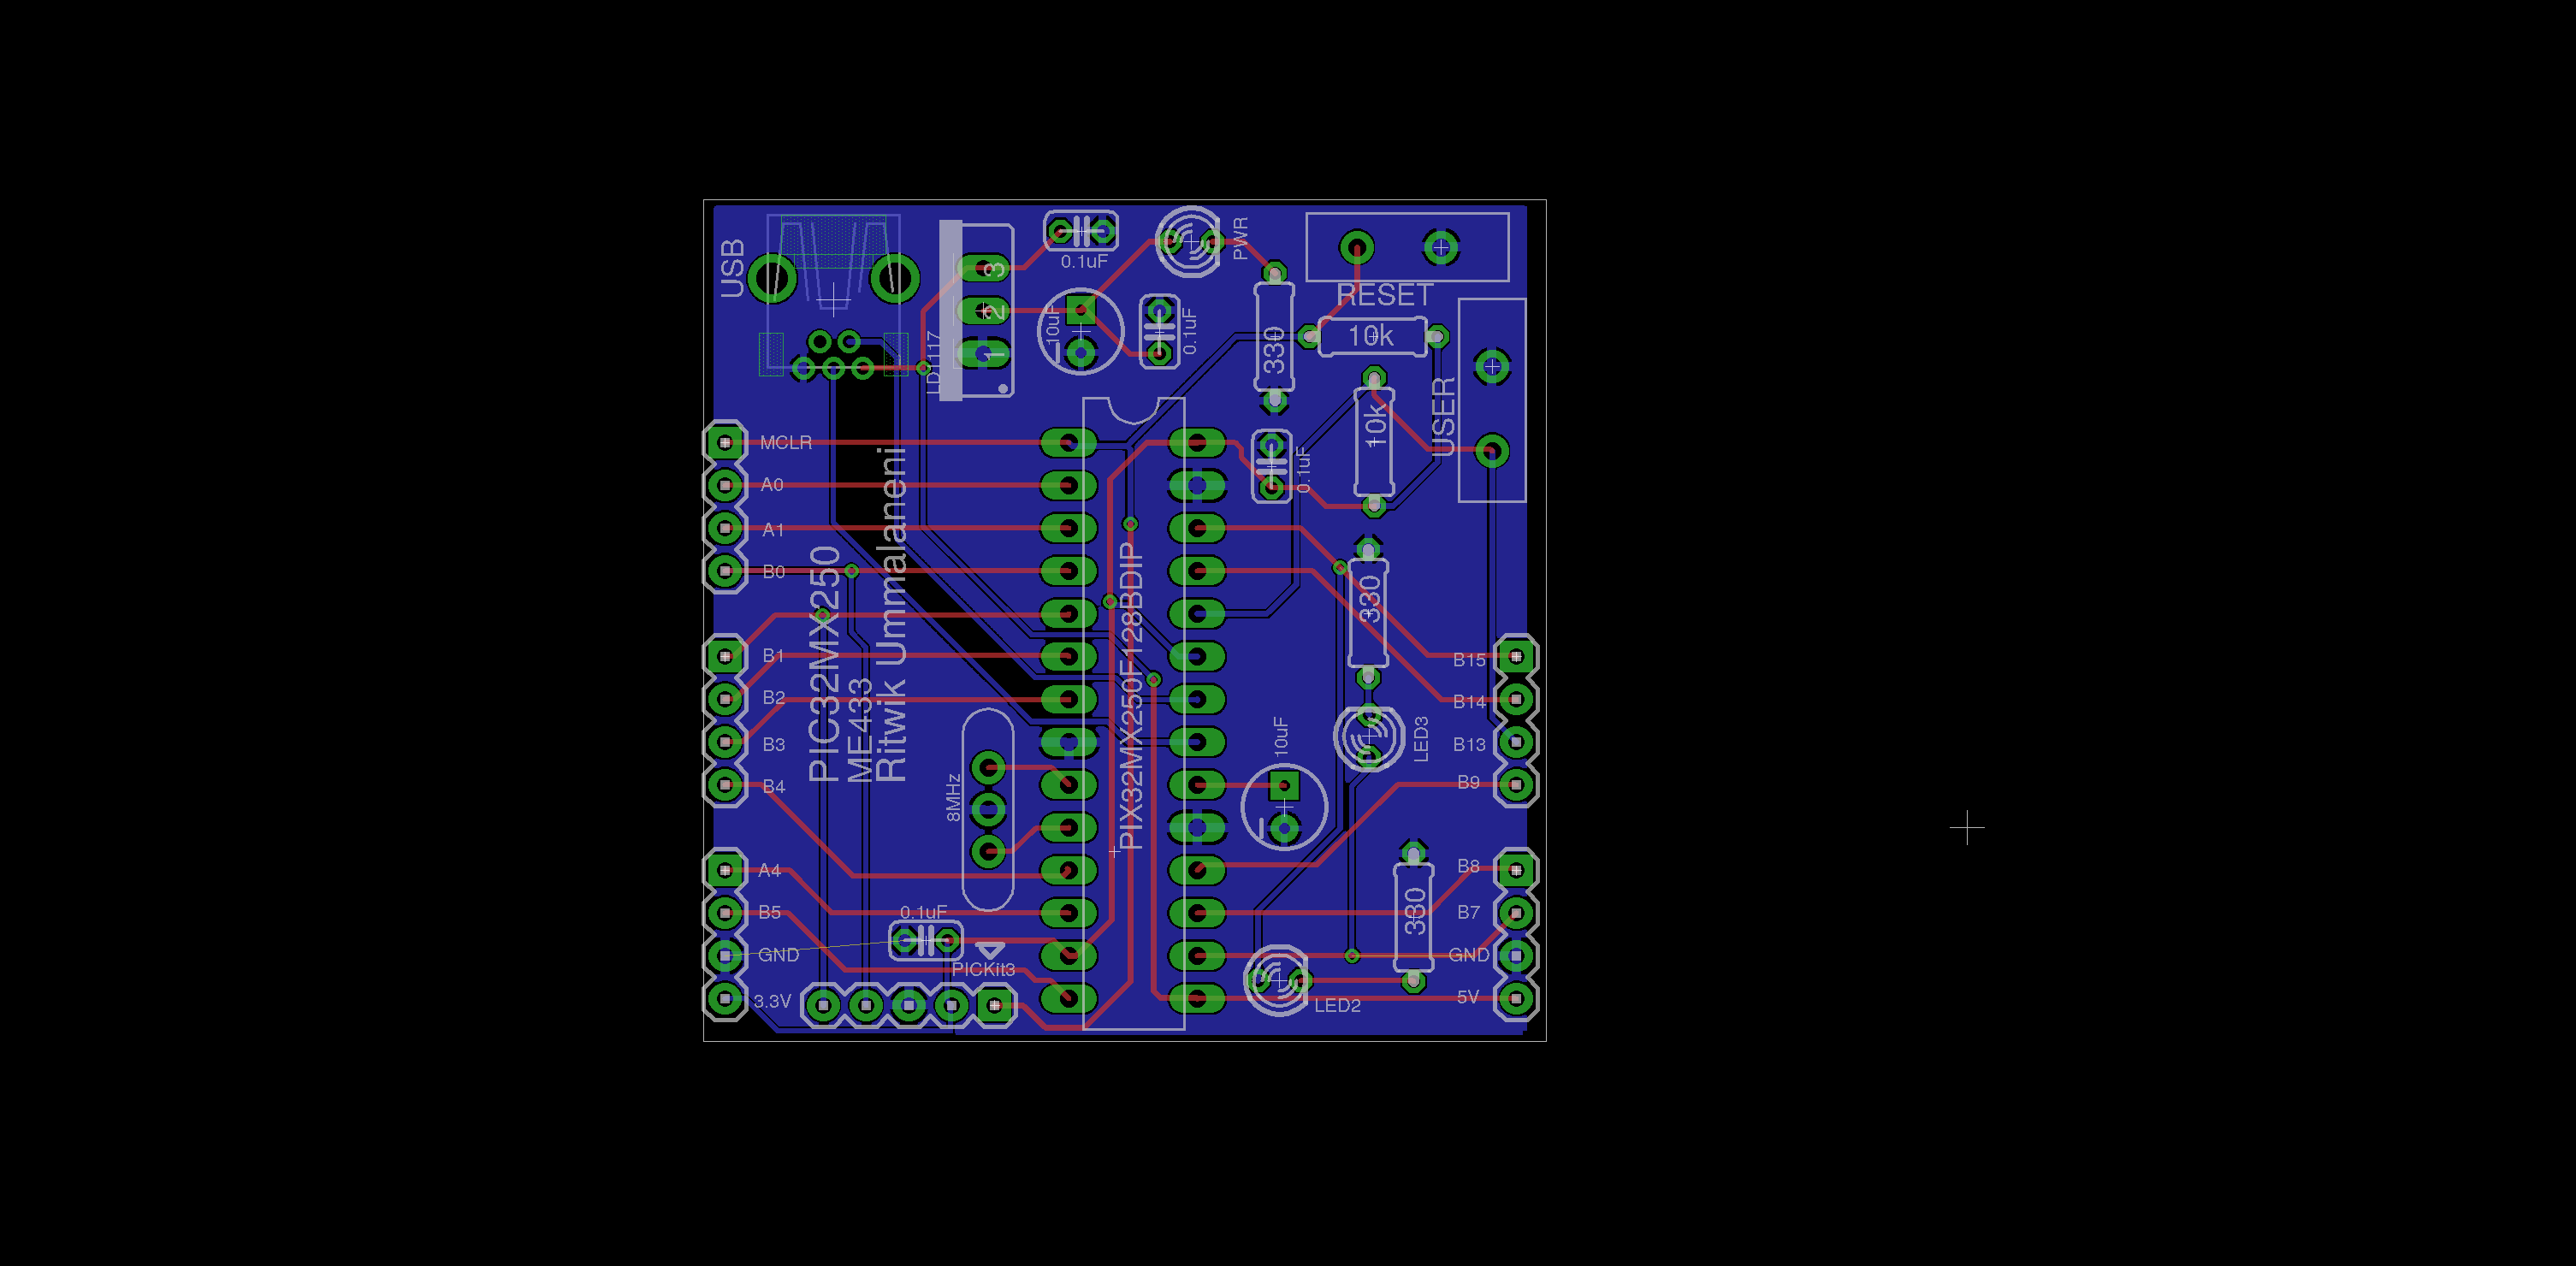 USB
LD1117
3
2
1
0.1uF
10uF
0.1uF
PWR
330
RESET
10k
10k
USER
0.1uF
MCLR
A0
A1
B0
B1
B2
B3
B4
A4
B5
GND
3.3V
PIC32MX250
ME433
Ritwik Ummalaneni
8MHz
0.1uF
PICKit3
PIX32MX250F128BDIP
330
LED3
10uF
330
LED2
B15
B14
B13
B9
B8
B7
GND
5V